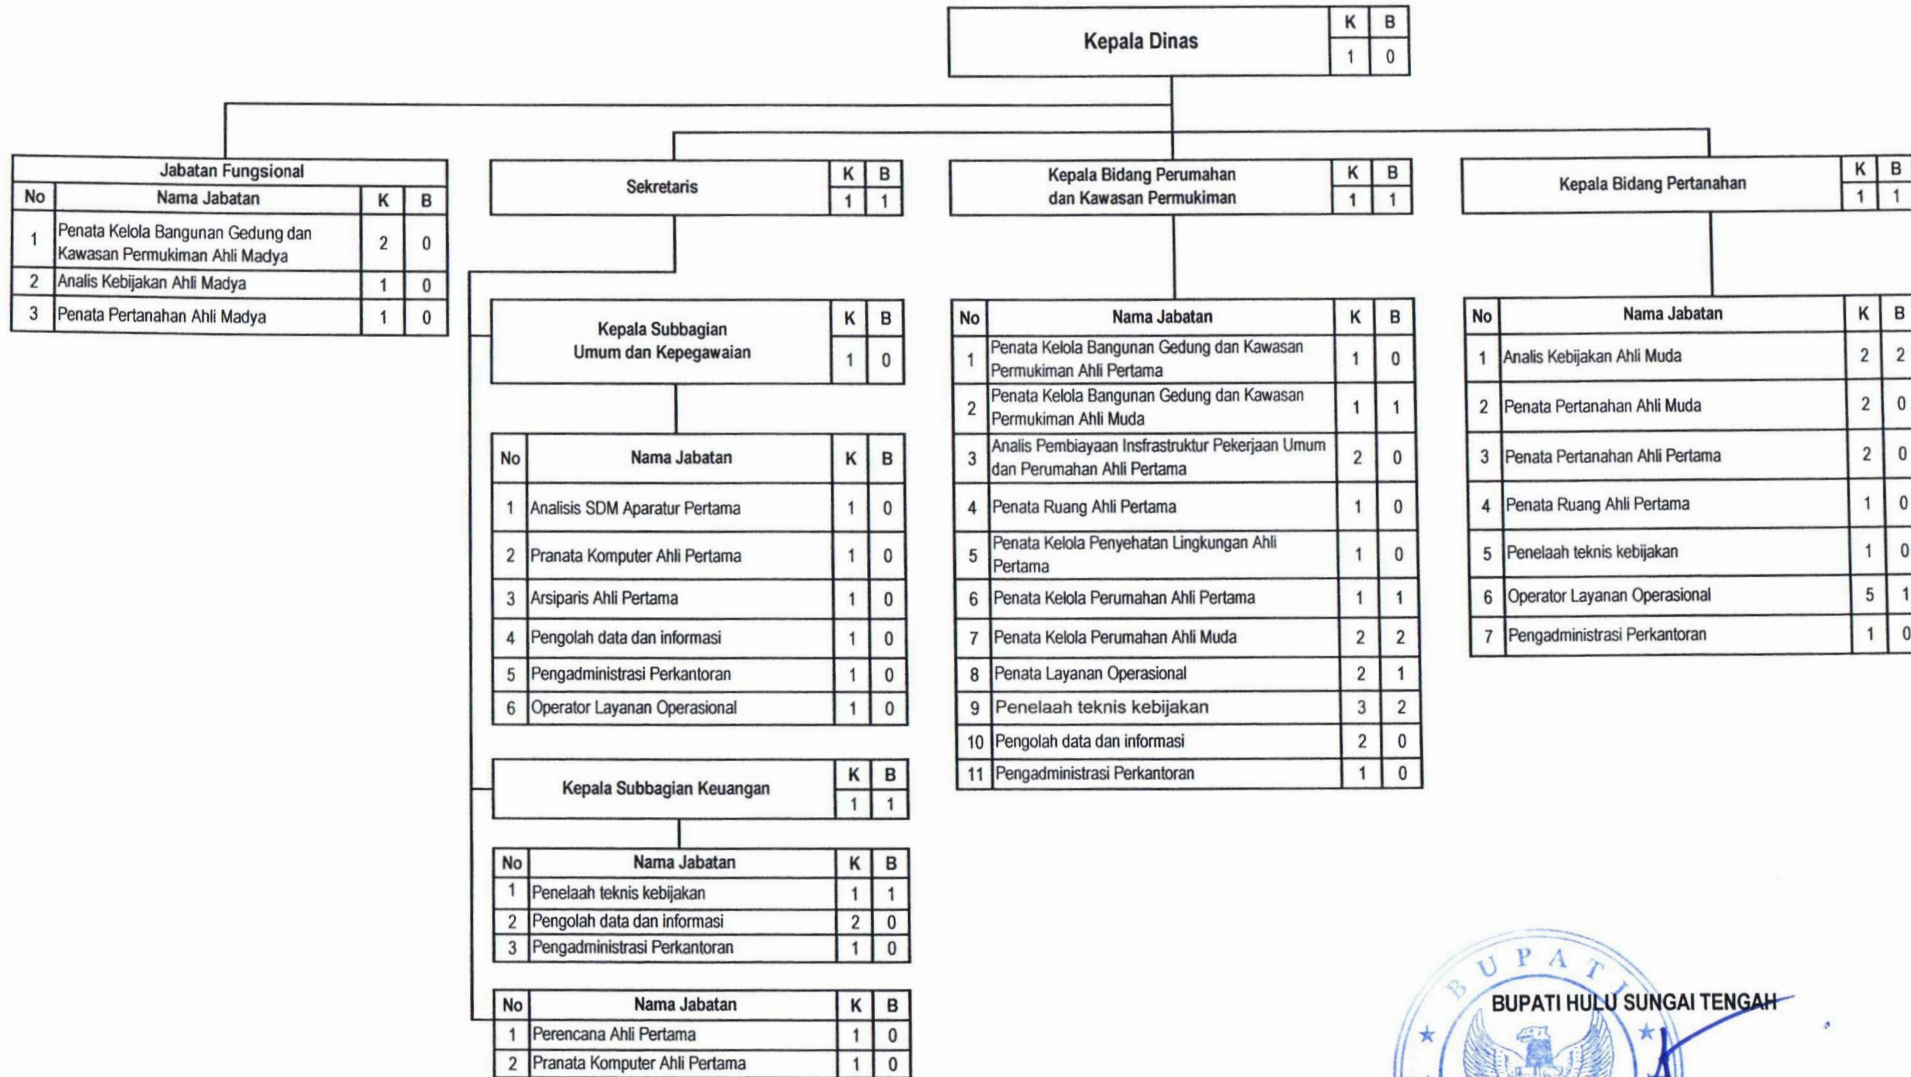 Kepala Dinas K B
1 0
Jabatan Fungsional
No Nama Jabatan K B
1 Penata Kelola Bangunan Gedung dan
Kawasan Permukiman Ahli Madya 2 0
2 Analis Kebijakan Ahli Madya 1 0
3 Penata Pertanahan Ahli Madya 1 0
Sekretaris K B
1 1
Kepala Subbagian
Umum dan Kepegawaian K B
1 0
No Nama Jabatan K B
1 Analisis SDM Aparatur Pertama 1 0
2 Pranata Komputer Ahli Pertama 1 0
3 Arsiparis Ahli Pertama 1 0
4 Pengolah data dan informasi 1 0
5 Pengadministrasi Perkantoran 1 0
6 Operator Layanan Operasional 1 0
Kepala Subbagian Keuangan K B
1 1
No Nama Jabatan K B
1 Penelaah teknis kebijakan 1 1
2 Pengolah data dan informasi 2 0
3 Pengadministrasi Perkantoran 1 0
No Nama Jabatan K B
1 Perencana Ahli Pertama 1 0
2 Pranata Komputer Ahli Pertama 1 0
Kepala Bidang Perumahan
dan Kawasan Permukiman K B
1 1
No Nama Jabatan K B
1 Penata Kelola Bangunan Gedung dan Kawasan
Permukiman Ahli Pertama 1 0
2 Penata Kelola Bangunan Gedung dan Kawasan
Permukiman Ahli Muda 1 1
3 Analis Pembiayaan Insfrastruktur Pekerjaan Umum
dan Perumahan Ahli Pertama 2 0
4 Penata Ruang Ahli Pertama 1 0
5 Penata Kelola Penyehatan Lingkungan Ahli
Pertama 1 0
6 Penata Kelola Perumahan Ahli Pertama 1 1
7 Penata Kelola Perumahan Ahli Muda 2 2
8 Penata Layanan Operasional 2 1
9 Penelaah teknis kebijakan 3 2
10 Pengolah data dan informasi 2 0
11 Pengadministrasi Perkantoran 1 0
Kepala Bidang Pertanahan K B
1 1
No Nama Jabatan K B
1 Analis Kebijakan Ahli Muda 2 2
2 Penata Pertanahan Ahli Muda 2 0
3 Penata Pertanahan Ahli Pertama 2 0
4 Penata Ruang Ahli Pertama 1 0
5 Penelaah teknis kebijakan 1 0
6 Operator Layanan Operasional 5 1
7 Pengadministrasi Perkantoran 1 0
BUPATI
BUPATI HULU SUNGAI TENGAH